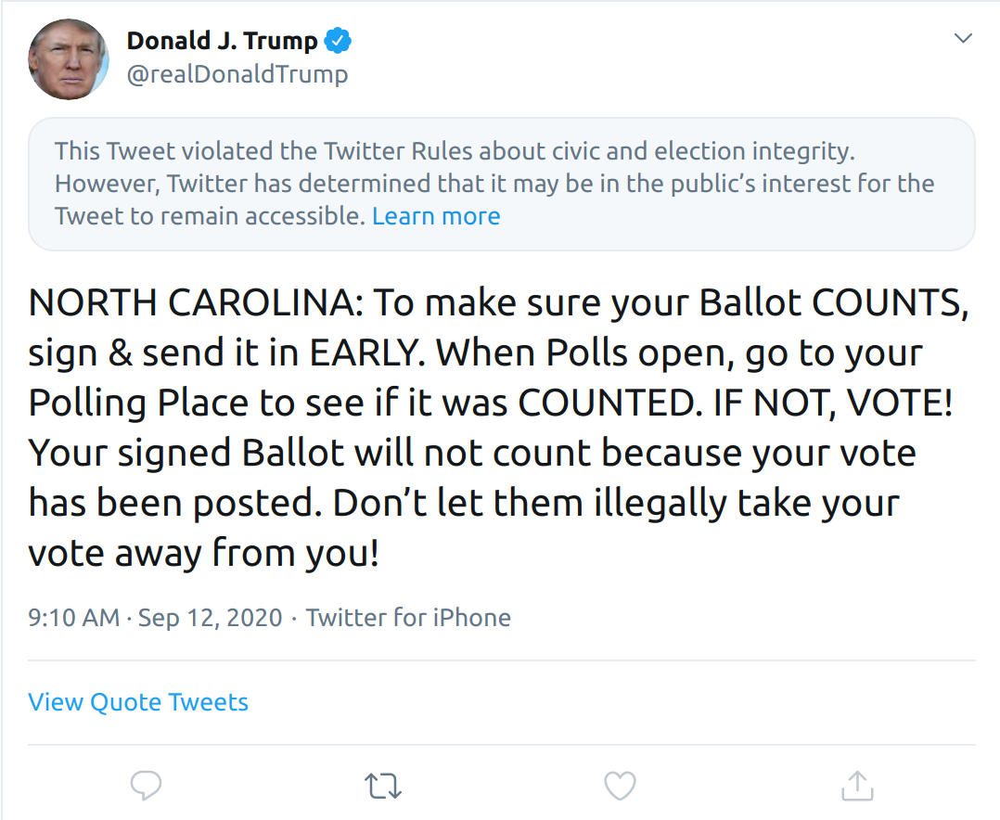 Donald J. Trump
@realDonaldTrump
This Tweet violated the Twitter Rules about civic and election integrity.
However, Twitter has determined that it may be in the public’s interest for the
Tweet to remain accessible. Learn more
NORTH CAROLINA: To make sure your Ballot COUNTS,
sign & send it in EARLY. When Polls open, go to your
Polling Place to see if it was COUNTED. IF NOT, VOTE!
Your signed Ballot will not count because your vote
has been posted. Don’t let them illegally take your
vote away from you!
9:10 AM · Sep 12, 2020 · Twitter for iPhone
View Quote Tweets